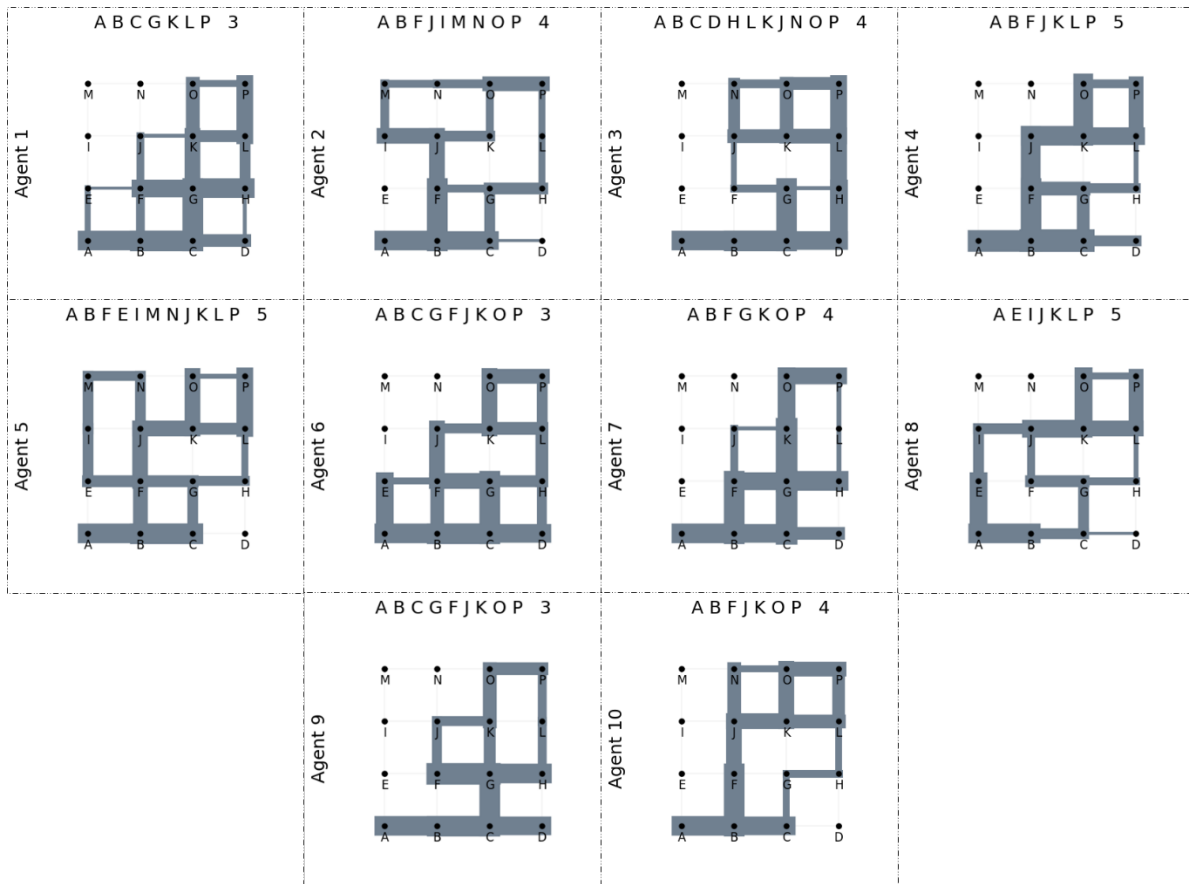 A B C G K L P 3
A B F J I M N O P 4
A B C D H L K J N O P 4
A B F J K L P 5
M N O P
M N O P
M N O P
M N O P
I J K L
I J K L
I J K L
I J K L
Agent 1
Agent 2
Agent 3
Agent 4
E F G H
E F G H
E F G H
E F G H
A B C D
A B C D
A B C D
A B C D
A B F E I M N J K L P 5
A B C G F J K O P 3
A B F G K O P 4
A E I J K L P 5
M N O P
M N O P
M N O P
M N O P
I J K L
I J K L
I J K L
I J K L
Agent 5
Agent 6
Agent 7
Agent 8
E F G H
E F G H
E F G H
E F G H
A B C D
A B C D
A B C D
A B C D
A B C G F J K O P 3
A B F J K O P 4
M N O P
M N O P
I J K L
I J K L
Agent 9
Agent 10
E F G H
E F G H
A B C D
A B C D